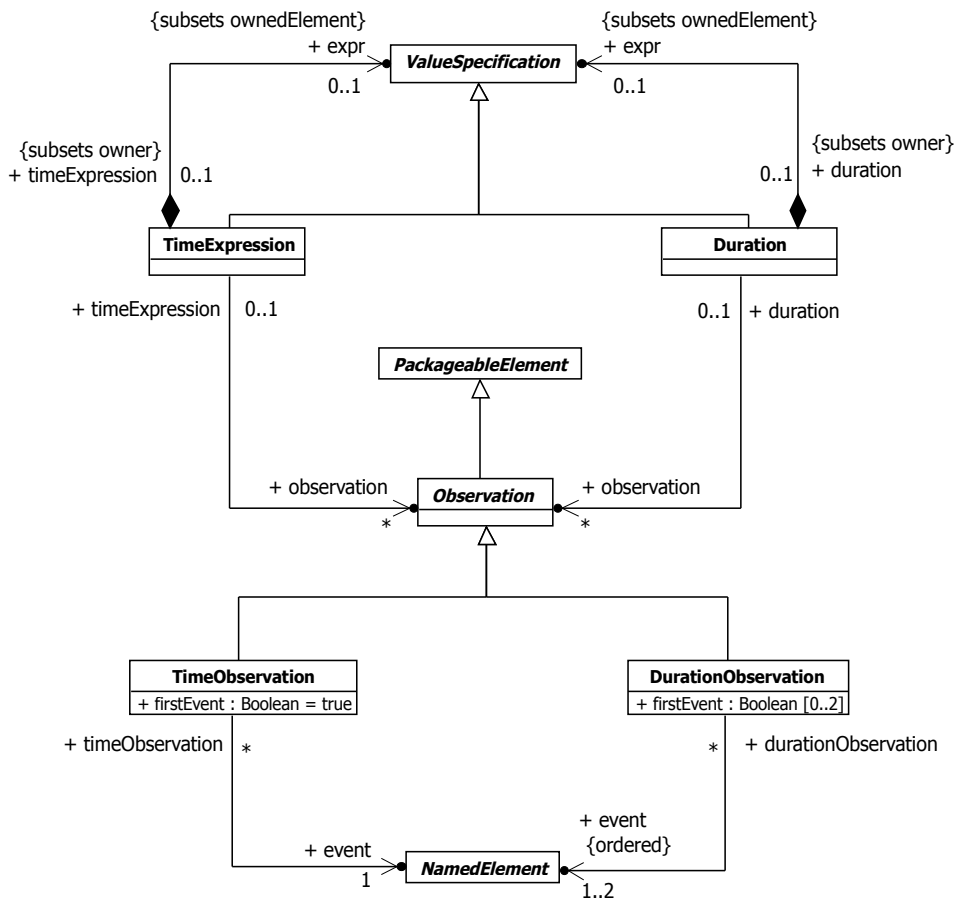 {subsets ownedElement}
+ expr
0..1
ValueSpecification
{subsets ownedElement}
+ expr
0..1
{subsets owner}
+ timeExpression
0..1
{subsets owner}
+ duration
0..1
TimeExpression
Duration
+ timeExpression
0..1
0..1
+ duration
PackageableElement
+ observation
*
Observation
+ observation
*
TimeObservation
+ firstEvent : Boolean = true
DurationObservation
+ firstEvent : Boolean [0..2]
+ timeObservation
*
*
+ durationObservation
+ event
1
NamedElement
+ event
{ordered}
1..2